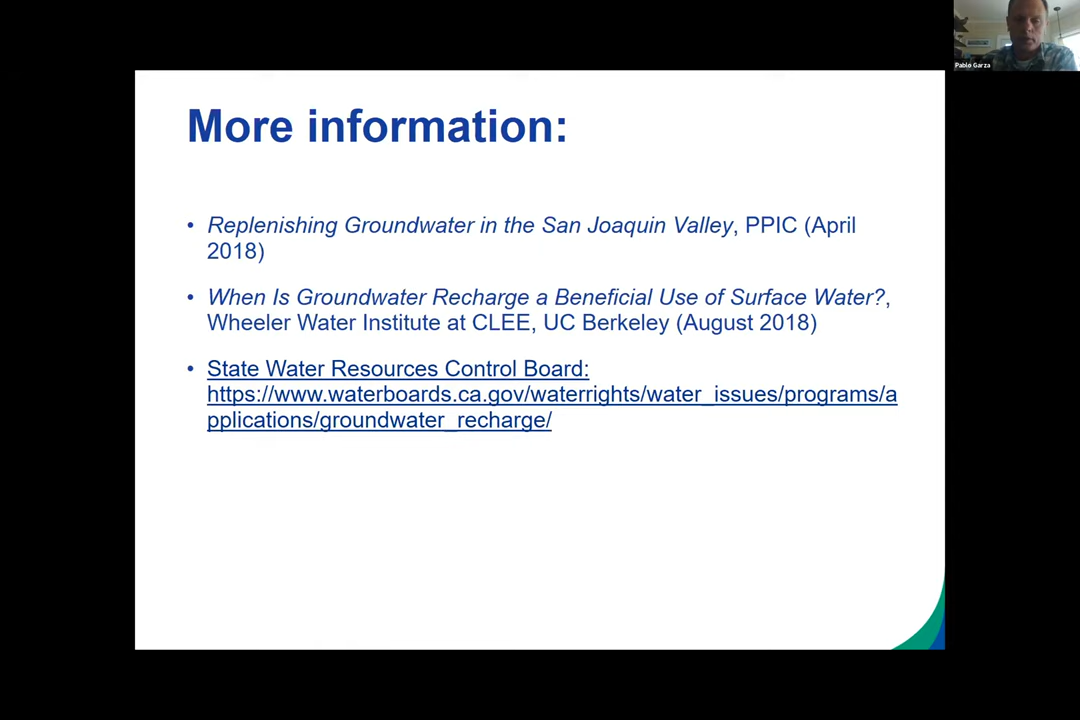 Pablo Garza
More information:
• Replenishing Groundwater in the San Joaquin Valley, PPIC (April
2018)
• When Is Groundwater Recharge a Beneficial Use of Surface Water?,
Wheeler Water Institute at CLEE, UC Berkeley (August 2018)
• State Water Resources Control Board:
https://www.waterboards.ca.gov/waterrights/water_issues/programs/a
pplications/groundwater_recharge/